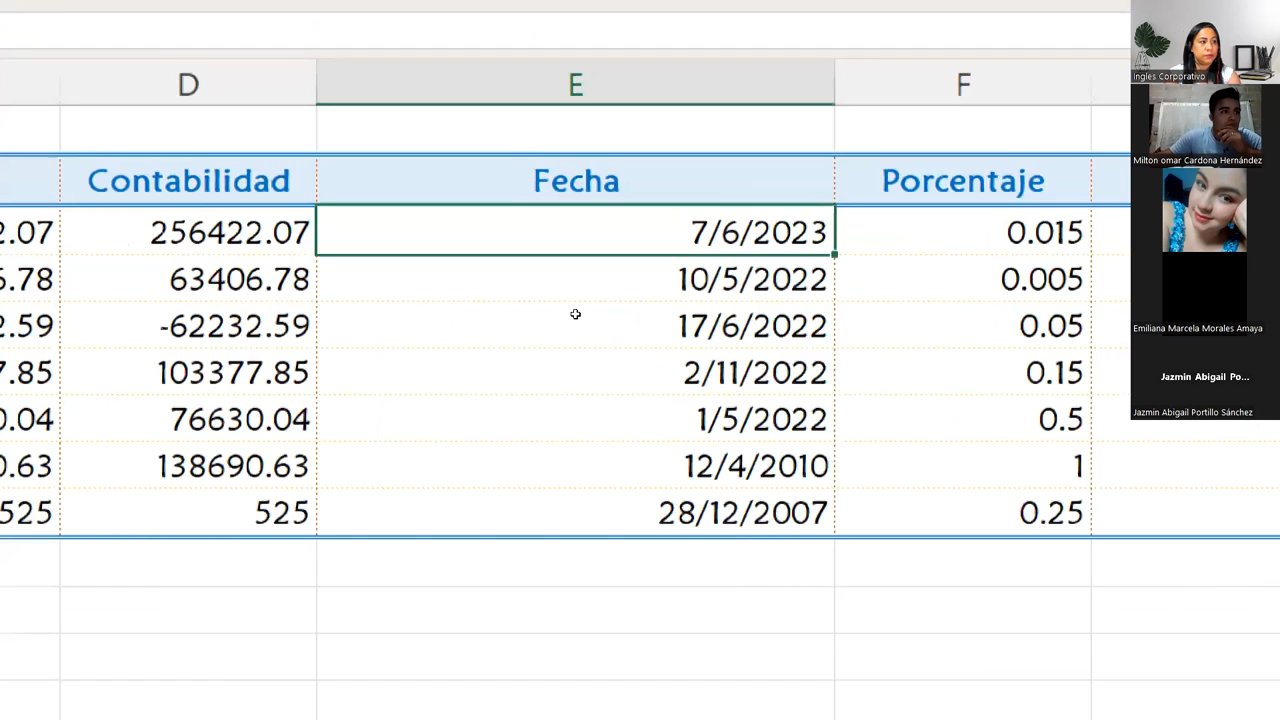 D E F
Contabilidad Fecha Porcentaje
2.07 256422.07 7/6/2023 0.015
.78 63406.78 10/5/2022 0.005
2.59 -62232.59 17/6/2022 0.05
7.85 103377.85 2/11/2022 0.15
0.04 76630.04 1/5/2022 0.5
0.63 138690.63 12/4/2010 1
525 525 28/12/2007 0.25
Ingles Corporativo
Milton omar Cardona Hernández
Emiliana Marcela Morales Amaya
Jazmin Abigail Po...
Jazmin Abigail Portillo Sánchez